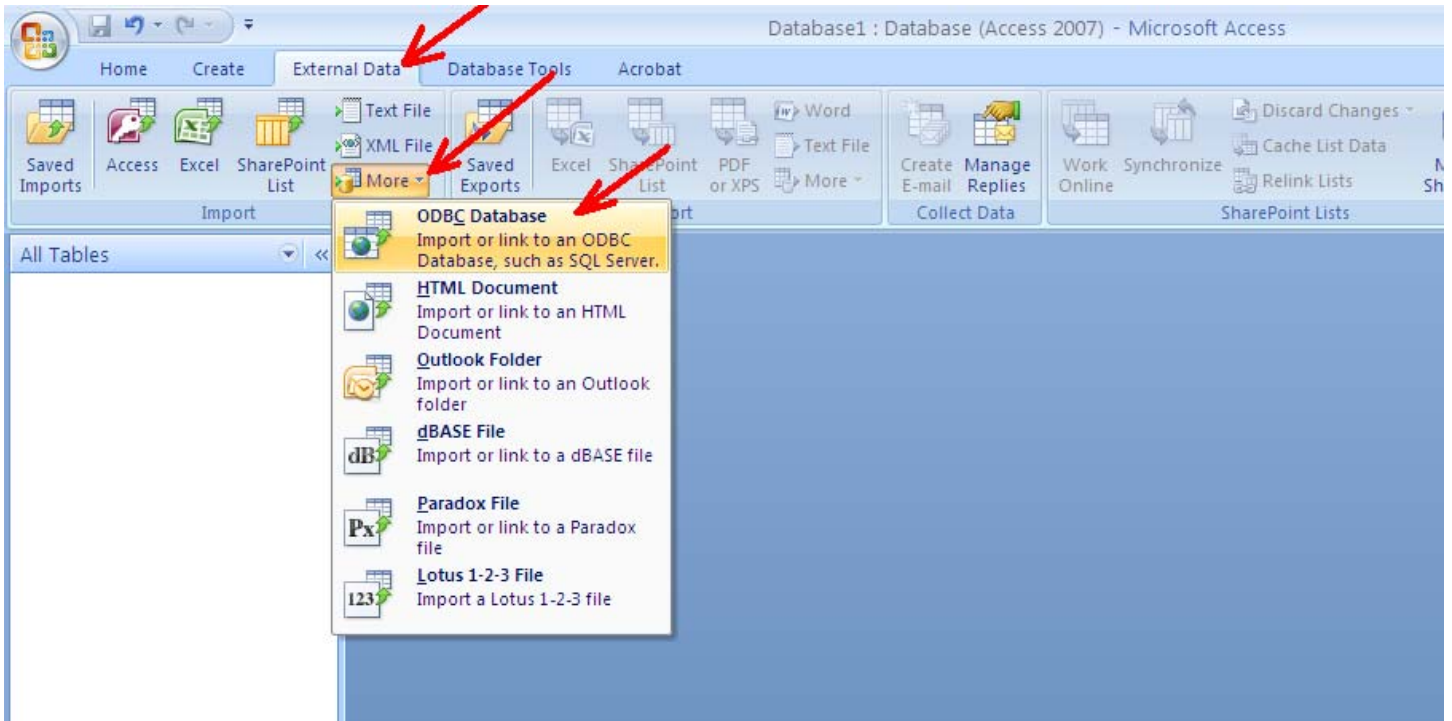 Database1 : Database (Access 2007) - Microsoft Access
Home Create External Data Database Tools Acrobat
Saved Imports
Access
Excel
SharePoint List
Text File
XML File
More
Import
Saved Exports
Excel
SharePoint List
PDF or XPS
Word
Text File
More
Create E-mail
Manage Replies
Collect Data
Work Online
Synchronize
Discard Changes
Cache List Data
Relink Lists
SharePoint Lists
All Tables
ODBC Database
Import or link to an ODBC
Database, such as SQL Server.
HTML Document
Import or link to an HTML
Document
Outlook Folder
Import or link to an Outlook
folder
dBASE File
Import or link to a dBASE file
dB
Paradox File
Import or link to a Paradox
file
Px
Lotus 1-2-3 File
Import a Lotus 1-2-3 file
123